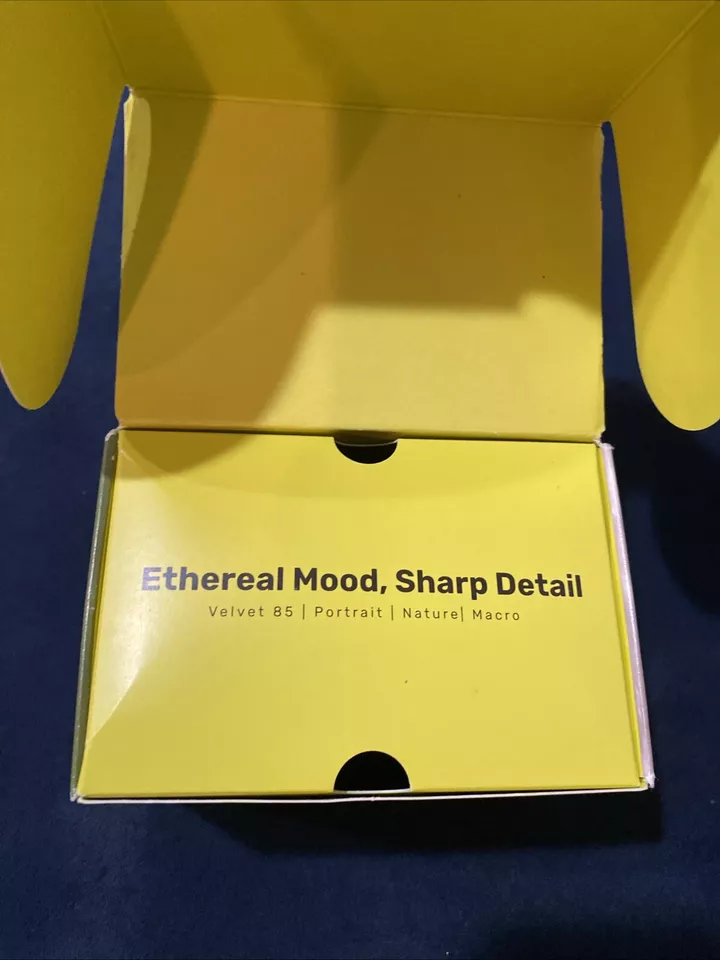 Ethereal Mood, Sharp Detail
Velvet 85 | Portrait | Nature| Macro